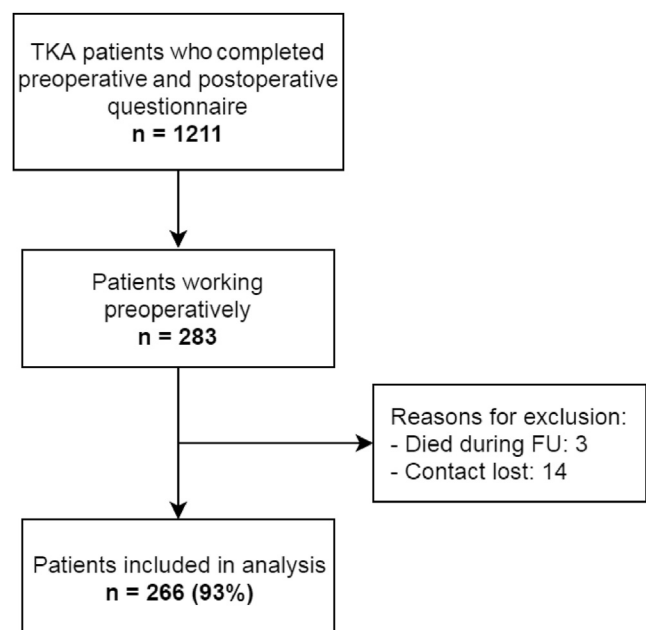 TKA patients who completed
preoperative and postoperative
questionnaire
n = 1211
Patients working
preoperatively
n = 283
Reasons for exclusion:
- Died during FU: 3
- Contact lost: 14
Patients included in analysis
n = 266 (93%)